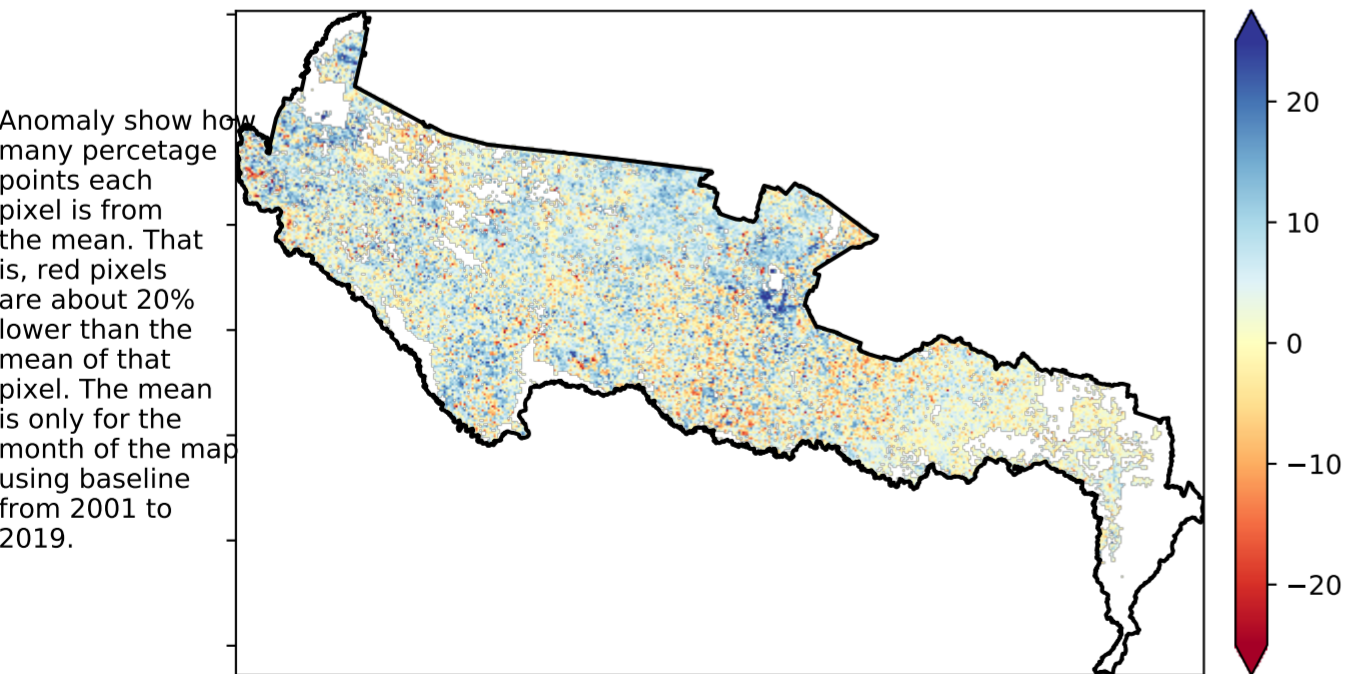 Anomaly show how
many percetage
points each
pixel is from
the mean. That
is, red pixels
are about 20%
lower than the
mean of that
pixel. The mean
is only for the
month of the map
using baseline
from 2001 to
2019.
20
10
0
−10
−20